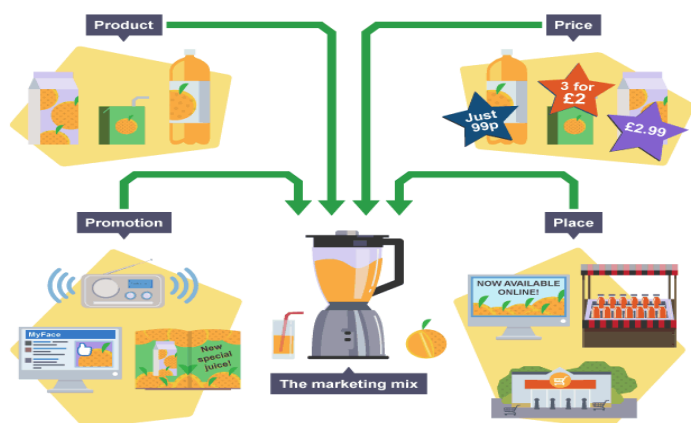 Product
Price
Just
99p
3 for
£2
£2.99
Promotion
Place
MyFace
New
special
juice!
NOW AVAILABLE
ONLINE!
The marketing mix